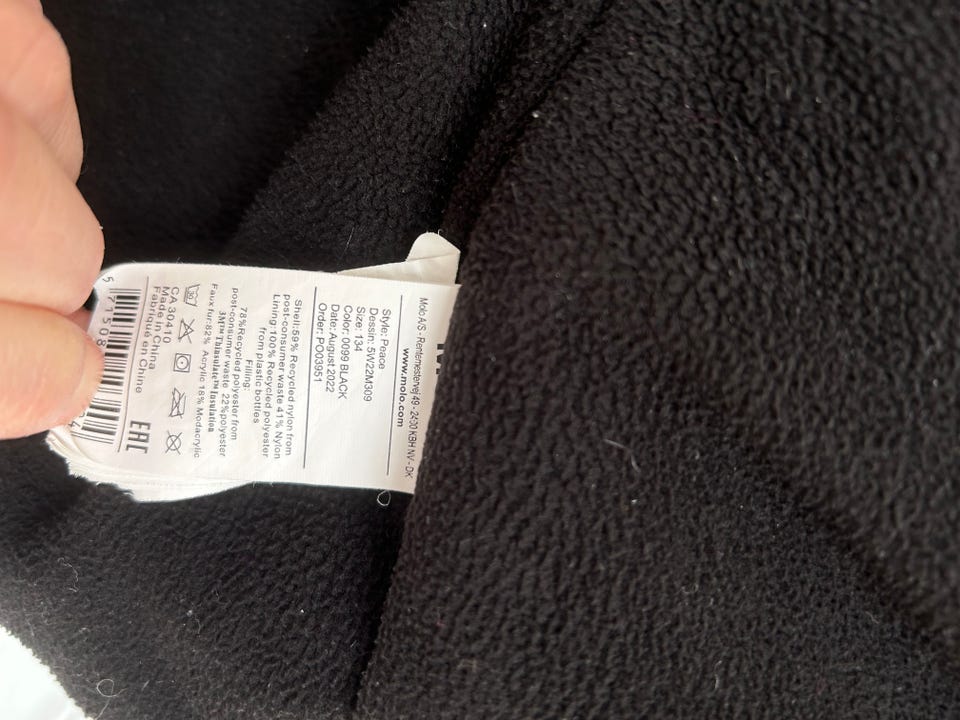 Molo A/S - Rentemestervej 49 - 2400 KBH NV - DK
www.molo.com
Style: Peace
Dessin: 5W22M309
Size: 134
Color: 0099 BLACK
Date: August 2022
Order: PO03951
Shell:59% Recycled nylon from
post-consumer waste 41% Nylon
Lining:100% Recycled polyester
from plastic bottles
Filling:
78%Recycled polyester from
post-consumer waste 22%polyester
3M™ Thinsulate™ Insulation
Faux fur:82% Acrylic 18% Modacrylic
30
CA 30410
Made in China
Fabriqué en Chine
EAC
5 71508